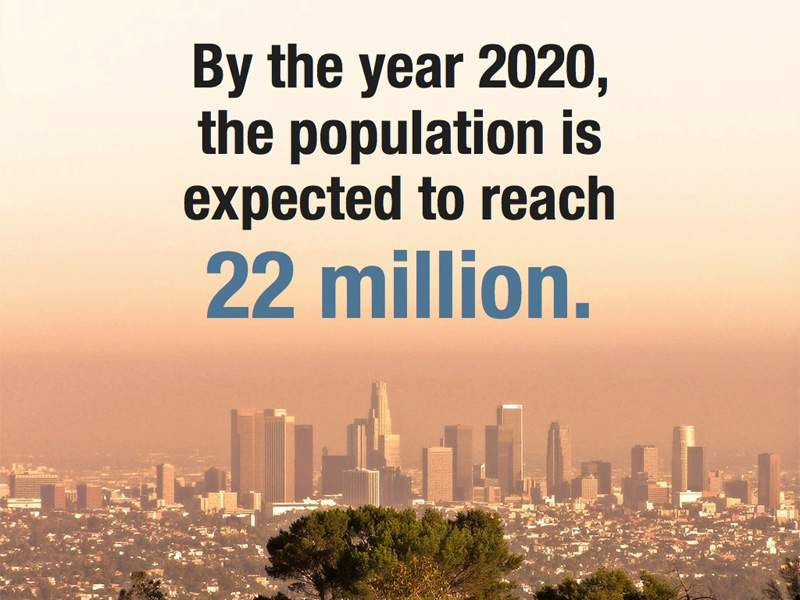 By the year 2020,
the population is
expected to reach
22 million.